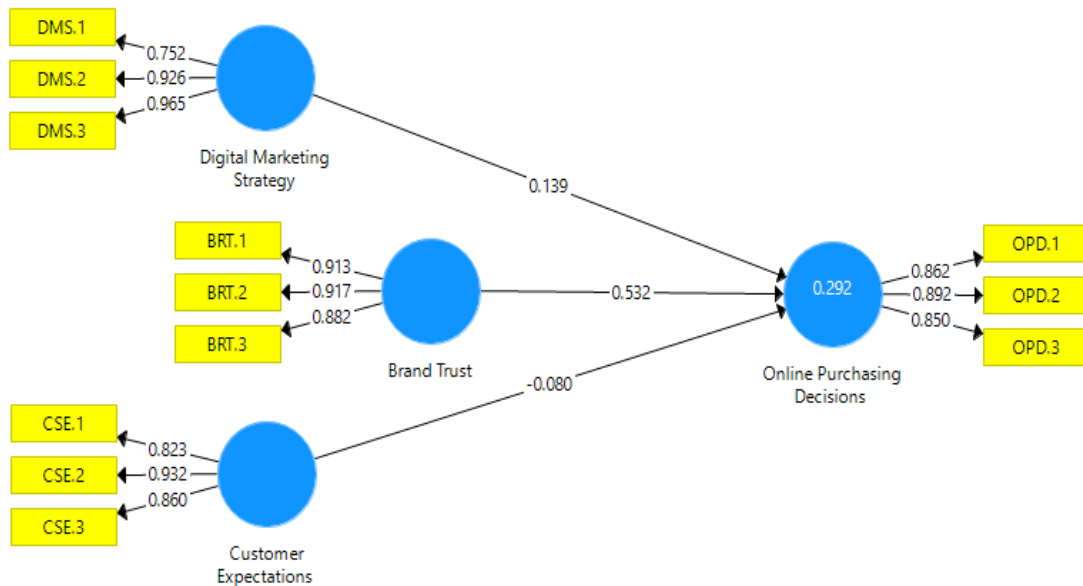 DMS.1
0.752
DMS.2
0.926
DMS.3
0.965
Digital Marketing
Strategy
0.139
BRT.1
0.913
BRT.2
0.917
BRT.3
0.882
Brand Trust
0.532
CSE.1
0.823
CSE.2
0.932
CSE.3
0.860
Customer
Expectations
-0.080
0.292
Online Purchasing
Decisions
OPD.1
0.862
OPD.2
0.892
OPD.3
0.850